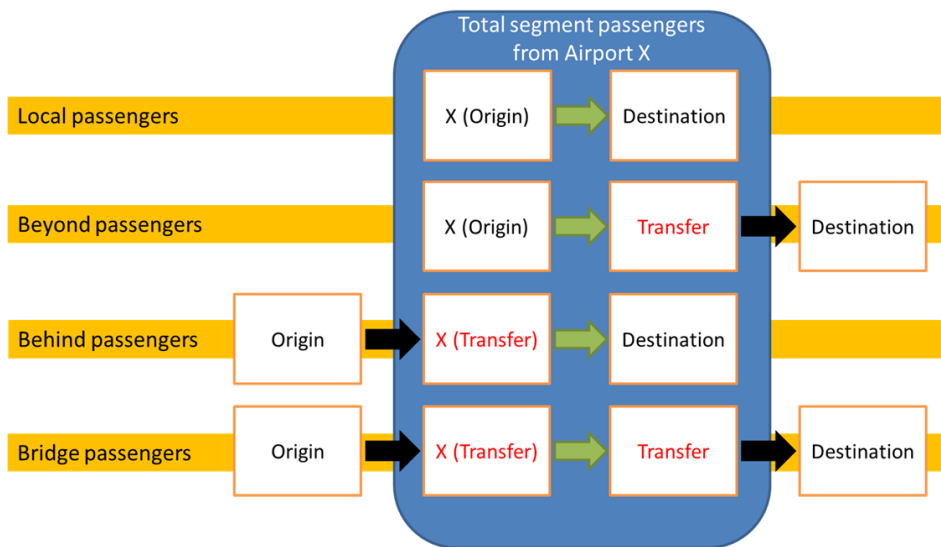 Total segment passengers
from Airport X
Local passengers
X (Origin)
Destination
Beyond passengers
X (Origin)
Transfer
Destination
Behind passengers
Origin
X (Transfer)
Destination
Bridge passengers
Origin
X (Transfer)
Transfer
Destination